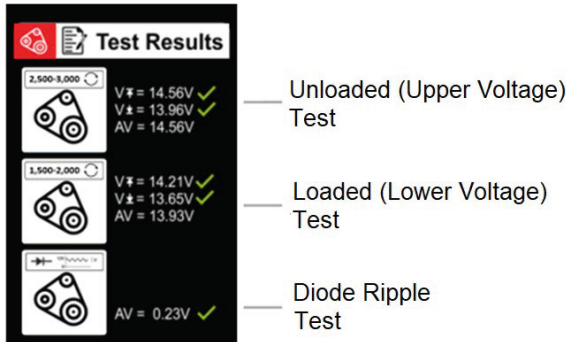 Test Results
2,500-3,000
V↑= 14.56V ✓
V↓= 13.96V ✓
AV = 14.56V
Unloaded (Upper Voltage)
Test
1,500-2,000
V↑= 14.21V ✓
V↓= 13.65V ✓
AV = 13.93V
Loaded (Lower Voltage)
Test
AV = 0.23V ✓
Diode Ripple
Test